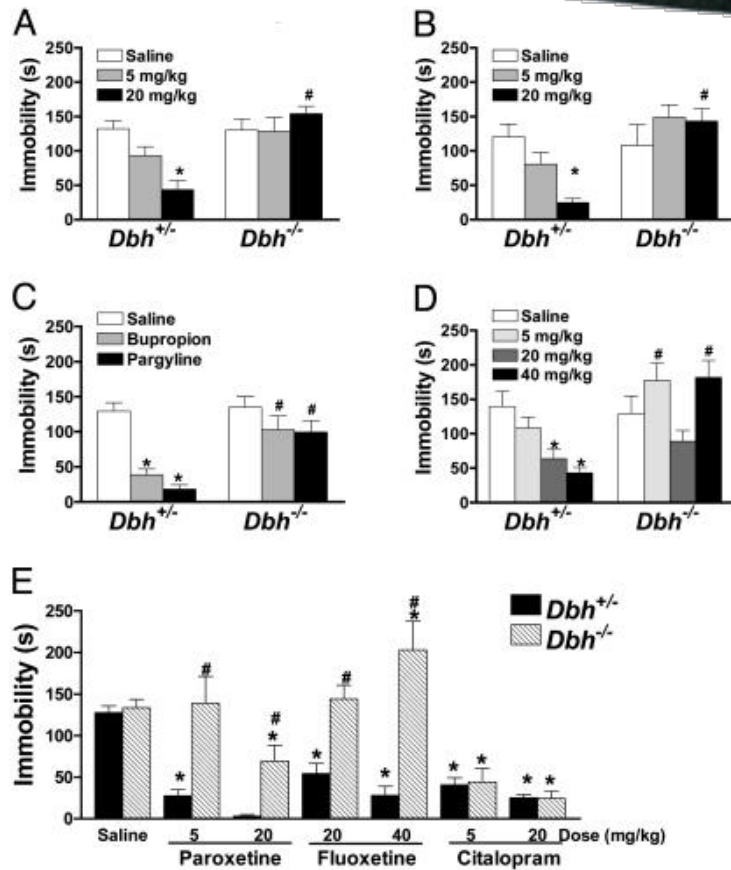 A
Immobility (s)
250
200
150
100
50
0
Saline
5 mg/kg
20 mg/kg
*
#
Dbh+/-
Dbh-/-
B
Immobility (s)
250
200
150
100
50
0
Saline
5 mg/kg
20 mg/kg
*
#
Dbh+/-
Dbh-/-
C
Immobility (s)
250
200
150
100
50
0
Saline
Bupropion
Pargyline
* *
# #
Dbh+/-
Dbh-/-
D
Immobility (s)
250
200
150
100
50
0
Saline
5 mg/kg
20 mg/kg
40 mg/kg
* *
# #
Dbh+/-
Dbh-/-
E
Immobility (s)
250
200
150
100
50
0
Dbh+/-
Dbh-/-
* # # * * # * # * * * * *
Saline 5 20 20 40 5 20 Dose (mg/kg)
Paroxetine Fluoxetine Citalopram